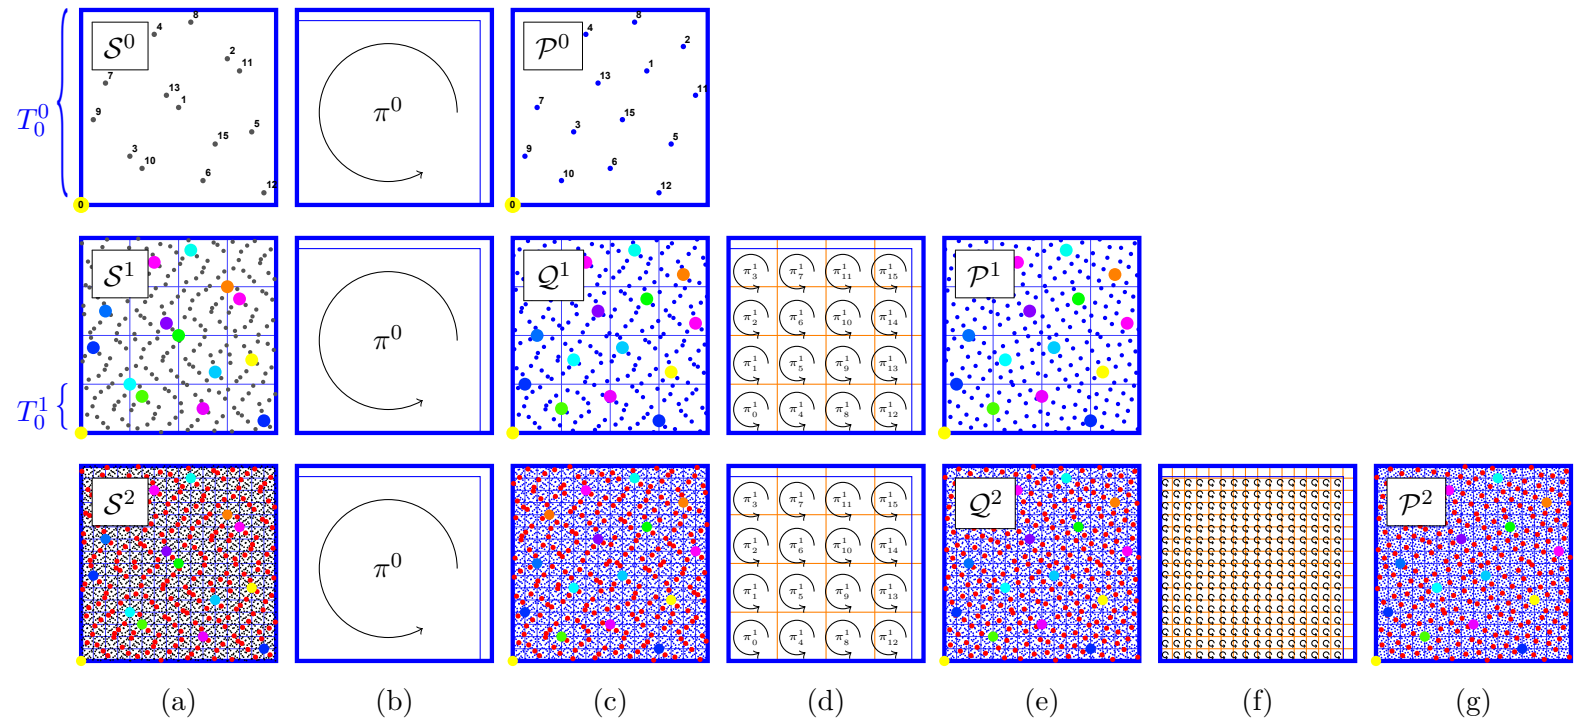 T⁰₀
S⁰
8
4
2
11
7
13
1
9
5
15
3
10
6
12
0
π⁰
P⁰
8
4
2
1
13
11
7
15
3
5
9
6
10
12
0
T¹₀
S¹
π⁰
Q¹
π¹₃ π¹₇ π¹₁₁ π¹₁₅
π¹₂ π¹₆ π¹₁₀ π¹₁₄
π¹₁ π¹₅ π¹₉ π¹₁₃
π¹₀ π¹₄ π¹₈ π¹₁₂
P¹
S²
π⁰
π¹₃ π¹₇ π¹₁₁ π¹₁₅
π¹₂ π¹₆ π¹₁₀ π¹₁₄
π¹₁ π¹₅ π¹₉ π¹₁₃
π¹₀ π¹₄ π¹₈ π¹₁₂
Q²
P²
(a) (b) (c) (d) (e) (f) (g)